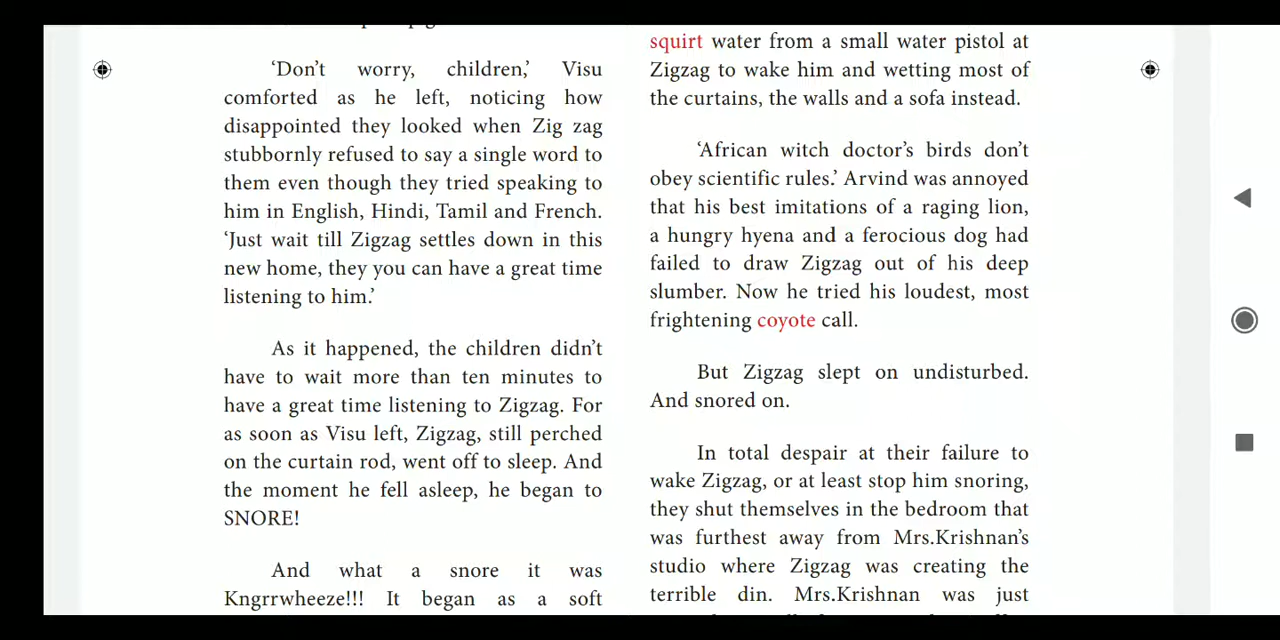 ‘Don’t worry, children,’ Visu
comforted as he left, noticing how
disappointed they looked when Zig zag
stubbornly refused to say a single word to
them even though they tried speaking to
him in English, Hindi, Tamil and French.
‘Just wait till Zigzag settles down in this
new home, they you can have a great time
listening to him.’
As it happened, the children didn’t
have to wait more than ten minutes to
have a great time listening to Zigzag. For
as soon as Visu left, Zigzag, still perched
on the curtain rod, went off to sleep. And
the moment he fell asleep, he began to
SNORE!
And what a snore it was
Kngrrwheeze!!! It began as a soft
squirt water from a small water pistol at
Zigzag to wake him and wetting most of
the curtains, the walls and a sofa instead.
‘African witch doctor’s birds don’t
obey scientific rules.’ Arvind was annoyed
that his best imitations of a raging lion,
a hungry hyena and a ferocious dog had
failed to draw Zigzag out of his deep
slumber. Now he tried his loudest, most
frightening coyote call.
But Zigzag slept on undisturbed.
And snored on.
In total despair at their failure to
wake Zigzag, or at least stop him snoring,
they shut themselves in the bedroom that
was furthest away from Mrs.Krishnan’s
studio where Zigzag was creating the
terrible din. Mrs.Krishnan was just